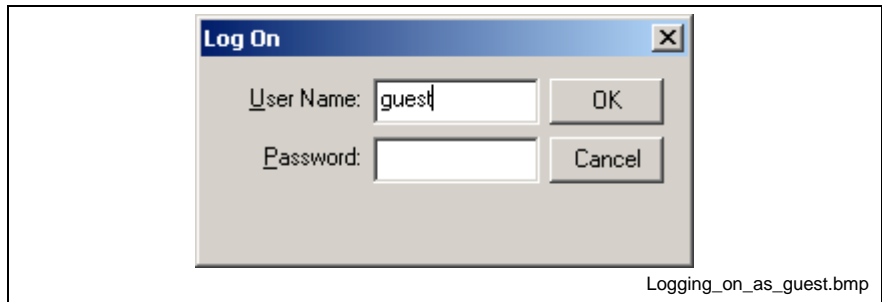 Log On
User Name: guest OK
Password: Cancel
Logging_on_as_guest.bmp